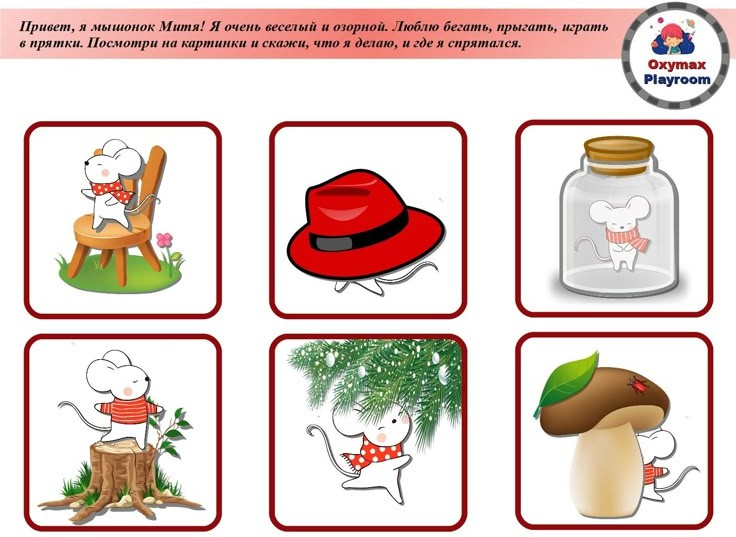 Привет, я мышонок Митя! Я очень веселый и озорной. Люблю бегать, прыгать, играть
в прятки. Посмотри на картинки и скажи, что я делаю, и где я спрятался.
Oxymax
Playroom